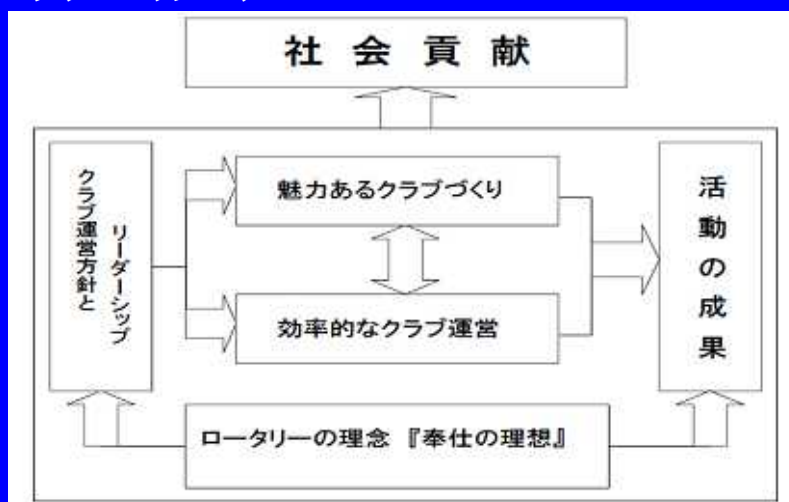 社会貢献
クラブ運営方針と
リーダーシップ
魅力あるクラブづくり
効率的なクラブ運営
活動の成果
ロータリーの理念 『奉仕の理想』